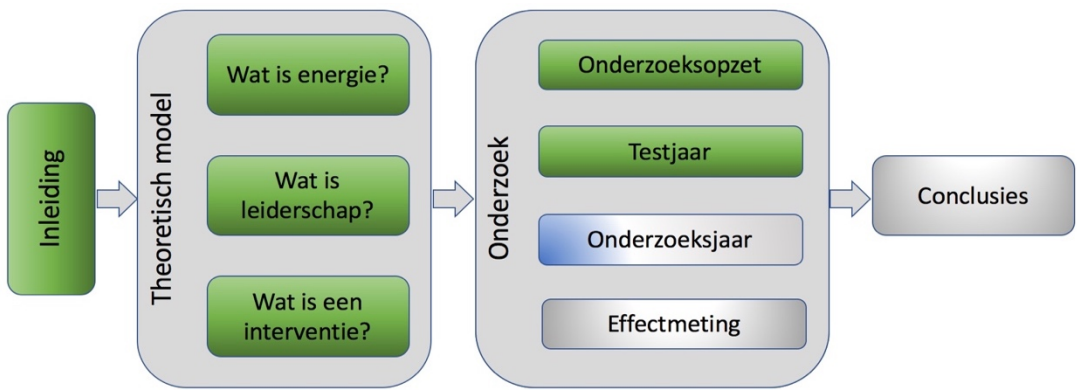 Inleiding
Theoretisch model
Wat is energie?
Wat is
leiderschap?
Wat is een
interventie?
Onderzoek
Onderzoeksopzet
Testjaar
Onderzoeksjaar
Effectmeting
Conclusies